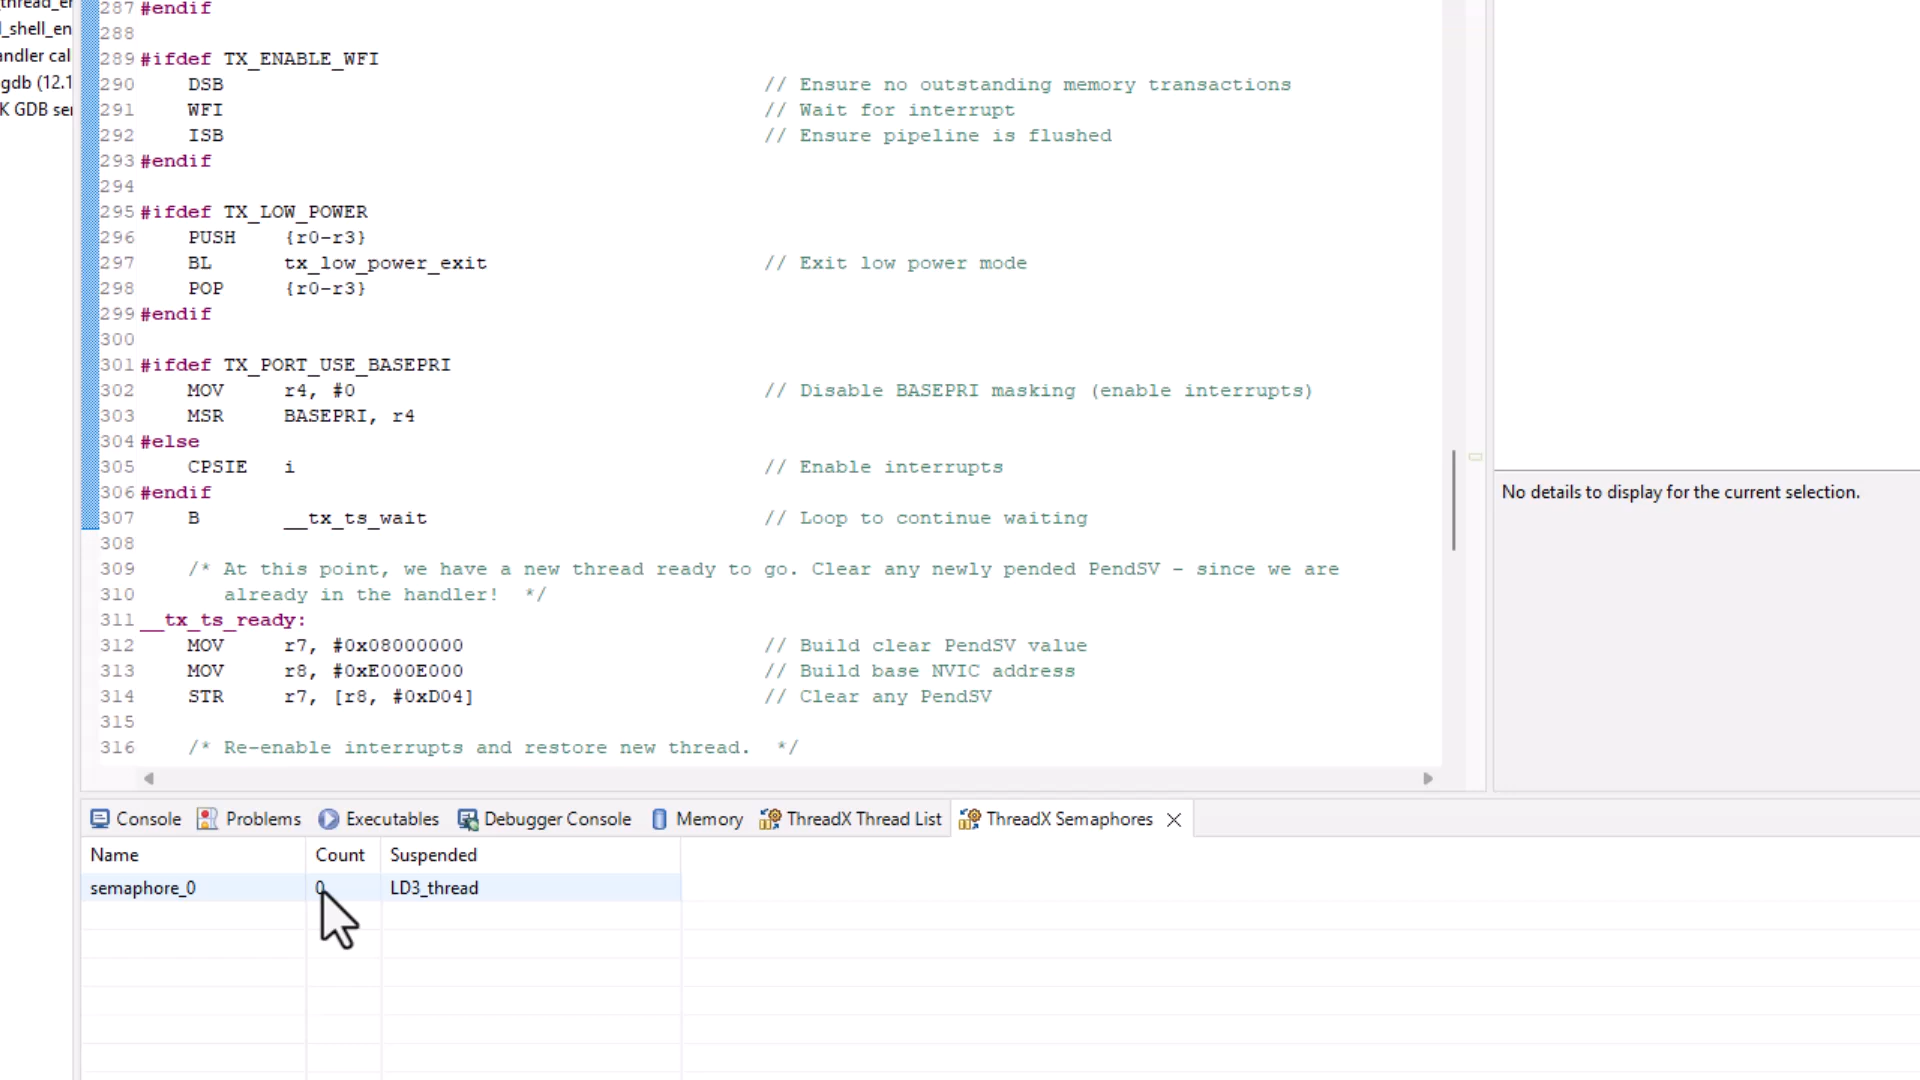 _thread_e
l_shell_en
andler cal
gdb (12.1
K GDB ser
287 #endif
288
289 #ifdef TX_ENABLE_WFI
290 DSB // Ensure no outstanding memory transactions
291 WFI // Wait for interrupt
292 ISB // Ensure pipeline is flushed
293 #endif
294
295 #ifdef TX_LOW_POWER
296 PUSH {r0-r3}
297 BL tx_low_power_exit // Exit low power mode
298 POP {r0-r3}
299 #endif
300
301 #ifdef TX_PORT_USE_BASEPRI
302 MOV r4, #0 // Disable BASEPRI masking (enable interrupts)
303 MSR BASEPRI, r4
304 #else
305 CPSIE i // Enable interrupts
306 #endif
307 B __tx_ts_wait // Loop to continue waiting
308
309 /* At this point, we have a new thread ready to go. Clear any newly pended PendSV - since we are
310 already in the handler! */
311 __tx_ts_ready:
312 MOV r7, #0x08000000 // Build clear PendSV value
313 MOV r8, #0xE000E000 // Build base NVIC address
314 STR r7, [r8, #0xD04] // Clear any PendSV
315
316 /* Re-enable interrupts and restore new thread. */
No details to display for the current selection.
Console Problems Executables Debugger Console Memory ThreadX Thread List ThreadX Semaphores
Name Count Suspended
semaphore_0 0 LD3_thread